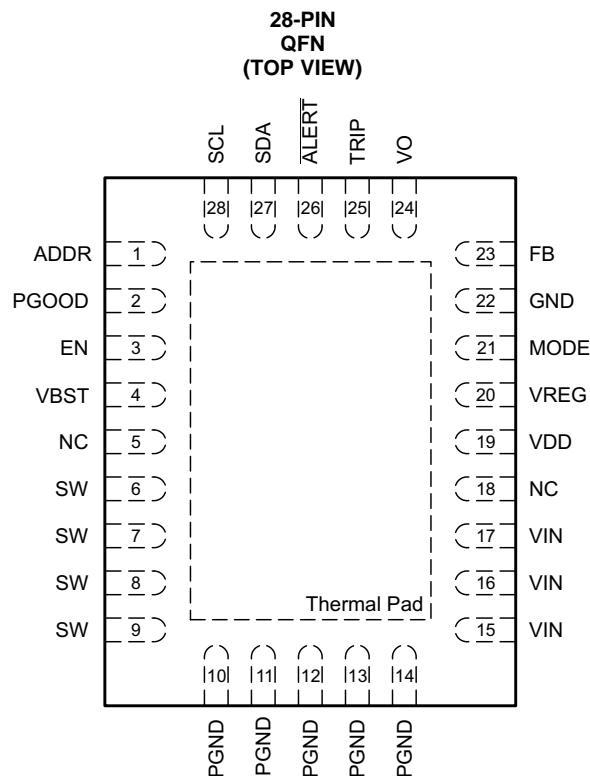 28-PIN
QFN
(TOP VIEW)
SCL
SDA
ALERT
TRIP
VO
28
27
26
25
24
ADDR 1
PGOOD 2
EN 3
VBST 4
NC 5
SW 6
SW 7
SW 8
SW 9
23 FB
22 GND
21 MODE
20 VREG
19 VDD
18 NC
17 VIN
16 VIN
15 VIN
Thermal Pad
10
11
12
13
14
PGND
PGND
PGND
PGND
PGND